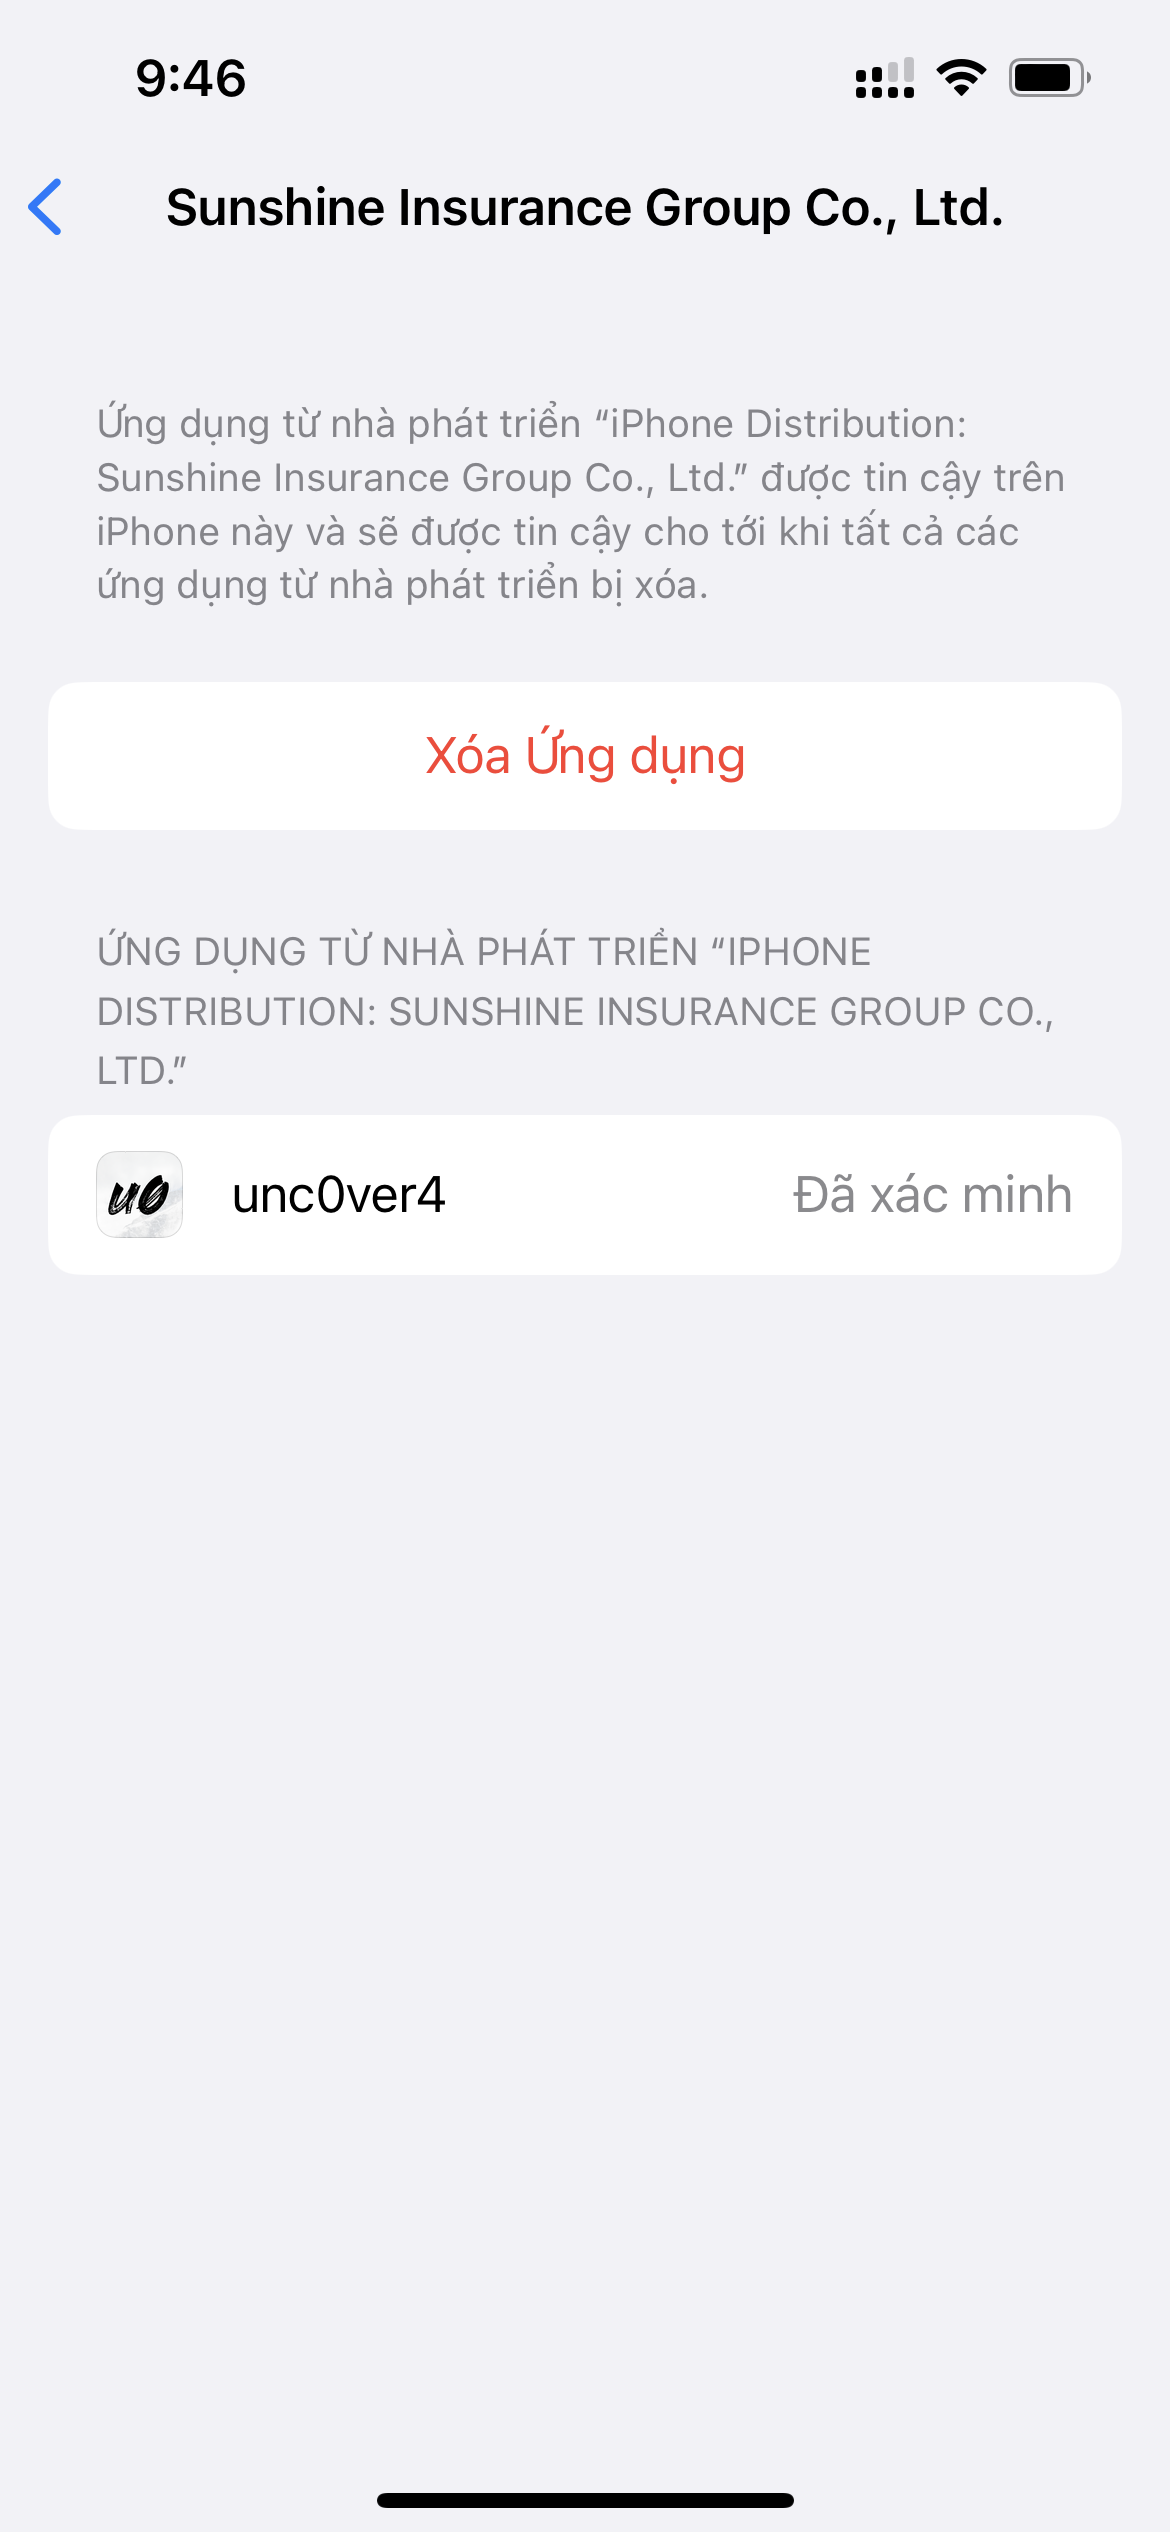 9:46
Sunshine Insurance Group Co., Ltd.
Ứng dụng từ nhà phát triển “iPhone Distribution:
Sunshine Insurance Group Co., Ltd.” được tin cậy trên
iPhone này và sẽ được tin cậy cho tới khi tất cả các
ứng dụng từ nhà phát triển bị xóa.
Xóa Ứng dụng
ỨNG DỤNG TỪ NHÀ PHÁT TRIỂN “IPHONE
DISTRIBUTION: SUNSHINE INSURANCE GROUP CO.,
LTD.”
u0
unc0ver4
Đã xác minh